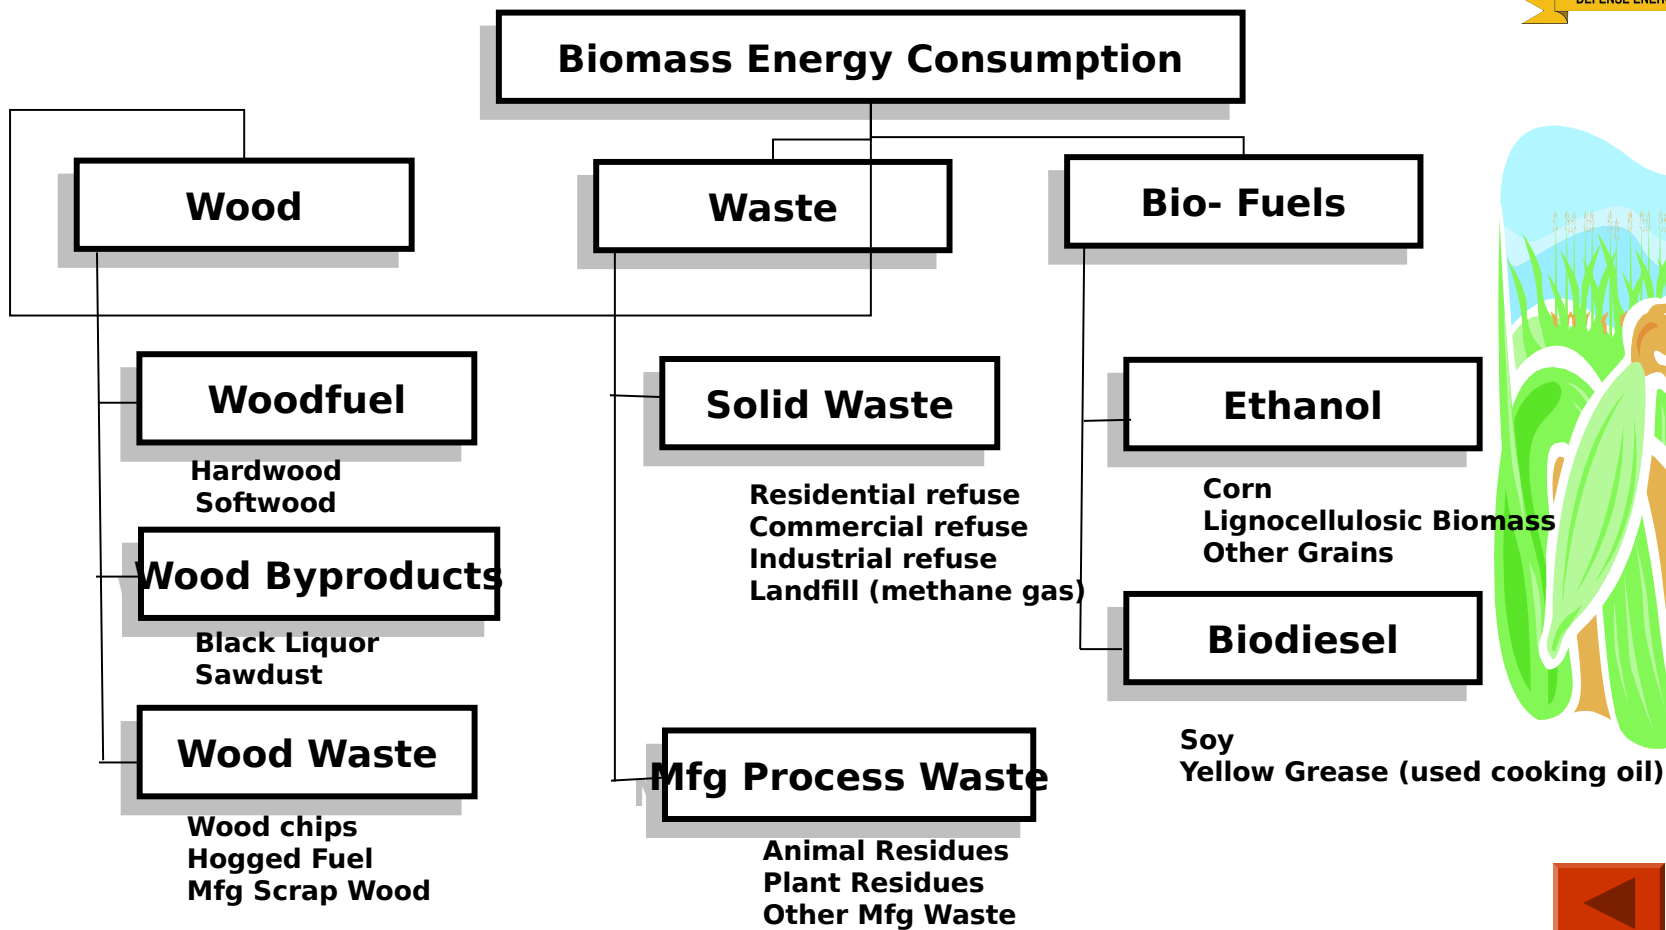 DEFENSE ENER
Biomass Energy Consumption
Wood
Waste
Bio- Fuels
Woodfuel
Hardwood
Softwood
Wood Byproducts
Black Liquor
Sawdust
Wood Waste
Wood chips
Hogged Fuel
Mfg Scrap Wood
Solid Waste
Residential refuse
Commercial refuse
Industrial refuse
Landfill (methane gas)
Mfg Process Waste
Animal Residues
Plant Residues
Other Mfg Waste
Ethanol
Corn
Lignocellulosic Biomass
Other Grains
Biodiesel
Soy
Yellow Grease (used cooking oil)